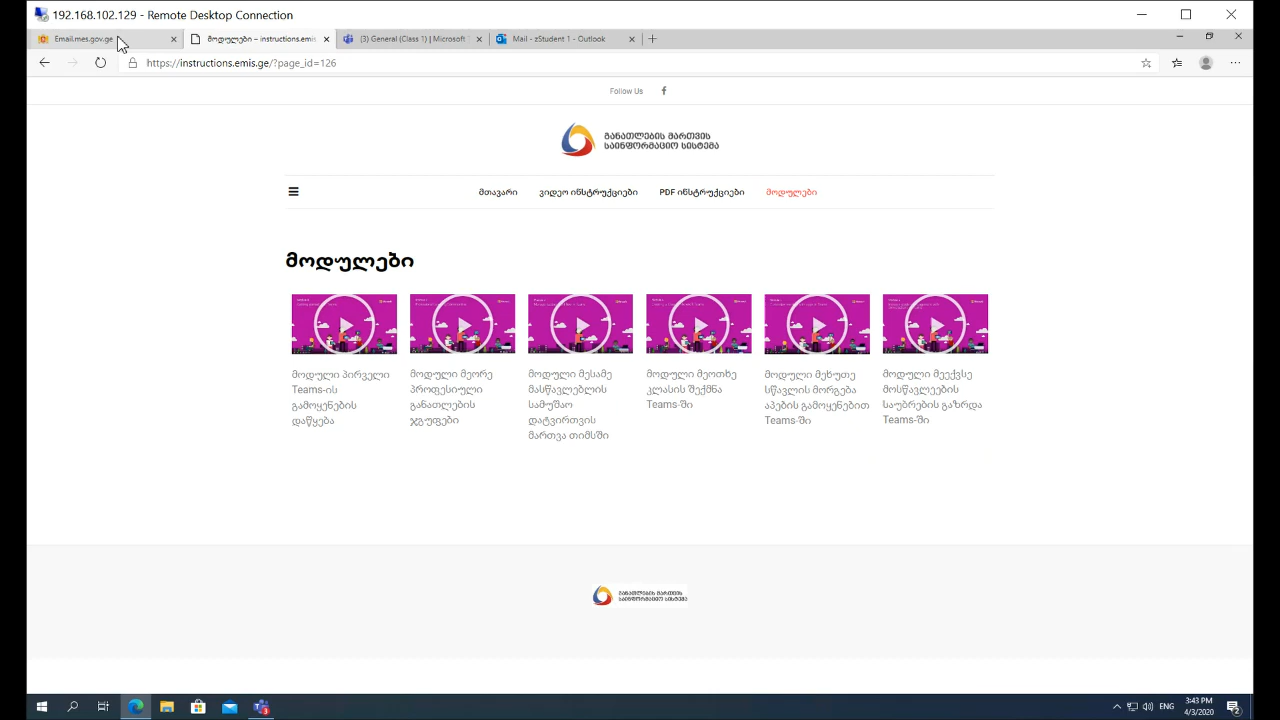 192.168.102.129 - Remote Desktop Connection
Email.mes.gov.ge
მოდულები – instructions.emis.
(3) General (Class 1) | Microsoft T
Mail - zStudent 1 - Outlook
https://instructions.emis.ge/?page_id=126
Follow Us
განათლების მართვის
საინფორმაციო სისტემა
მთავარი
ვიდეო ინსტრუქციები
PDF ინსტრუქციები
მოდულები
მოდულები
მოდული პირველი
Teams-ის
გამოყენების
დაწყება
მოდული მეორე
პროფესიული
განათლების
ჯგუფები
მოდული მესამე
მასწავლებლის
სამუშაო
დატვირთვის
მართვა თიმსში
მოდული მეოთხე
კლასის შექმნა
Teams-ში
მოდული მეხუთე
სწავლის მორგება
აპების გამოყენებით
Teams-ში
მოდული მეექვსე
მოსწავლეების
საუბრების გაზრდა
Teams-ში
განათლების მართვის
საინფორმაციო სისტემა
ENG
3:43 PM
4/3/2020